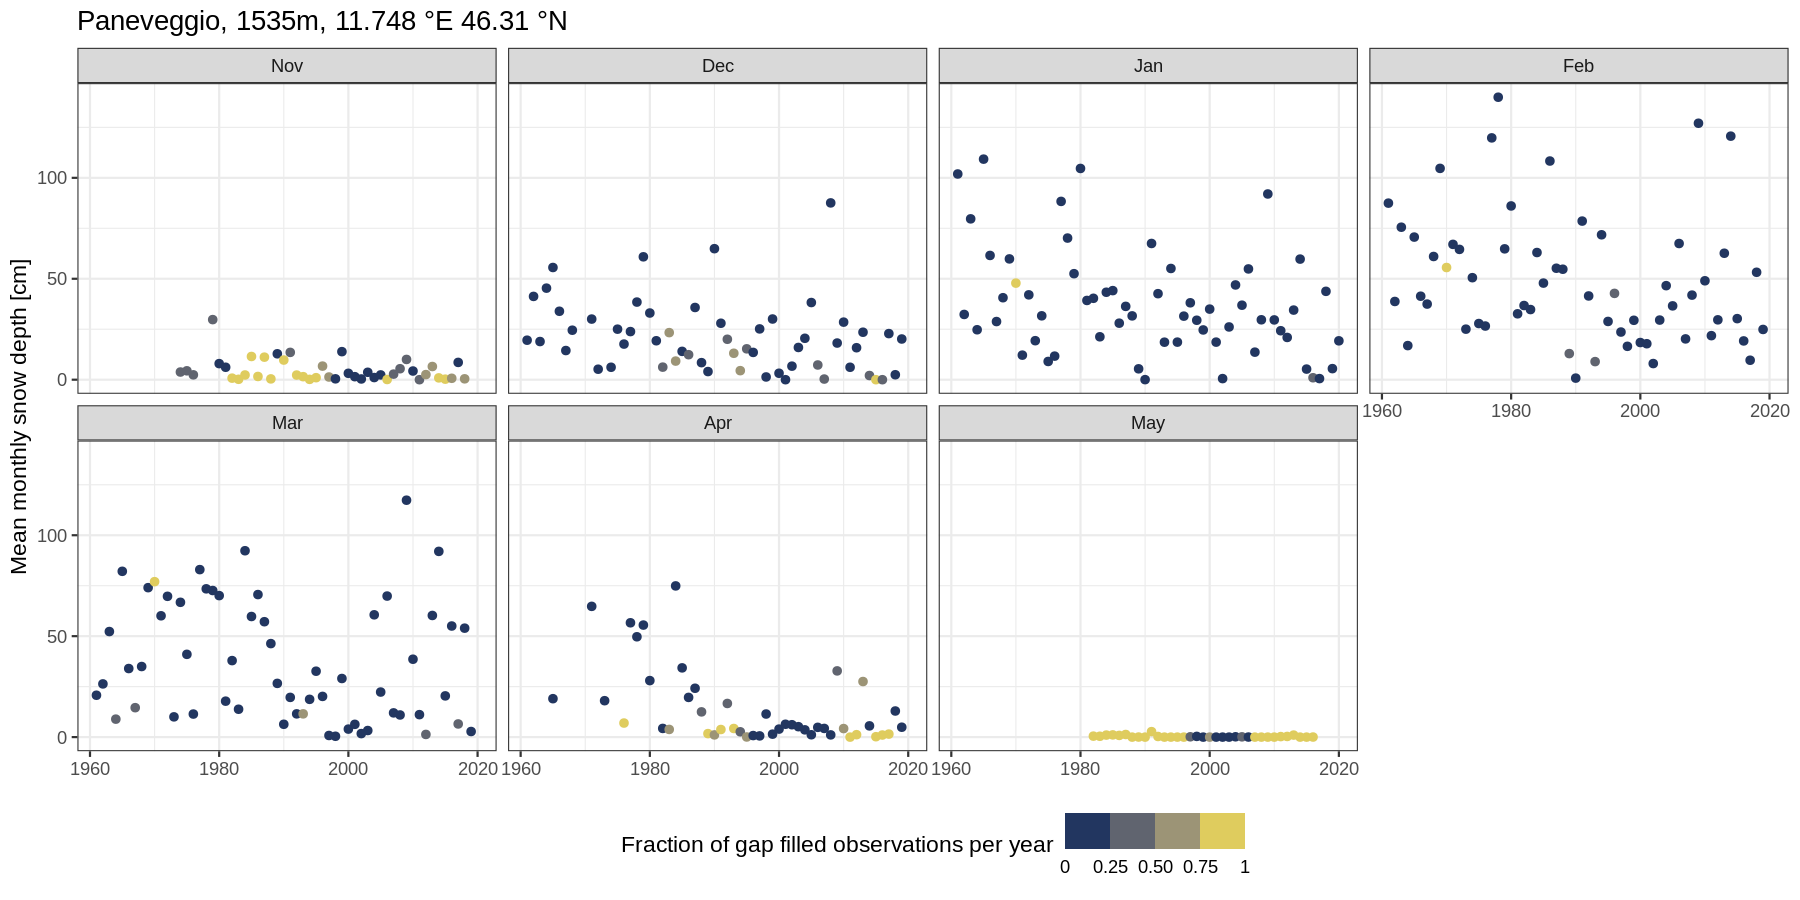 Paneveggio, 1535m, 11.748 °E 46.31 °N
Nov
Dec
Jan
Feb
Mean monthly snow depth [cm]
100
50
0
1960 1980 2000 2020
Mar
Apr
May
100
50
0
1960 1980 2000 2020
1960 1980 2000 2020
1960 1980 2000 2020
Fraction of gap filled observations per year
0 0.25 0.50 0.75 1